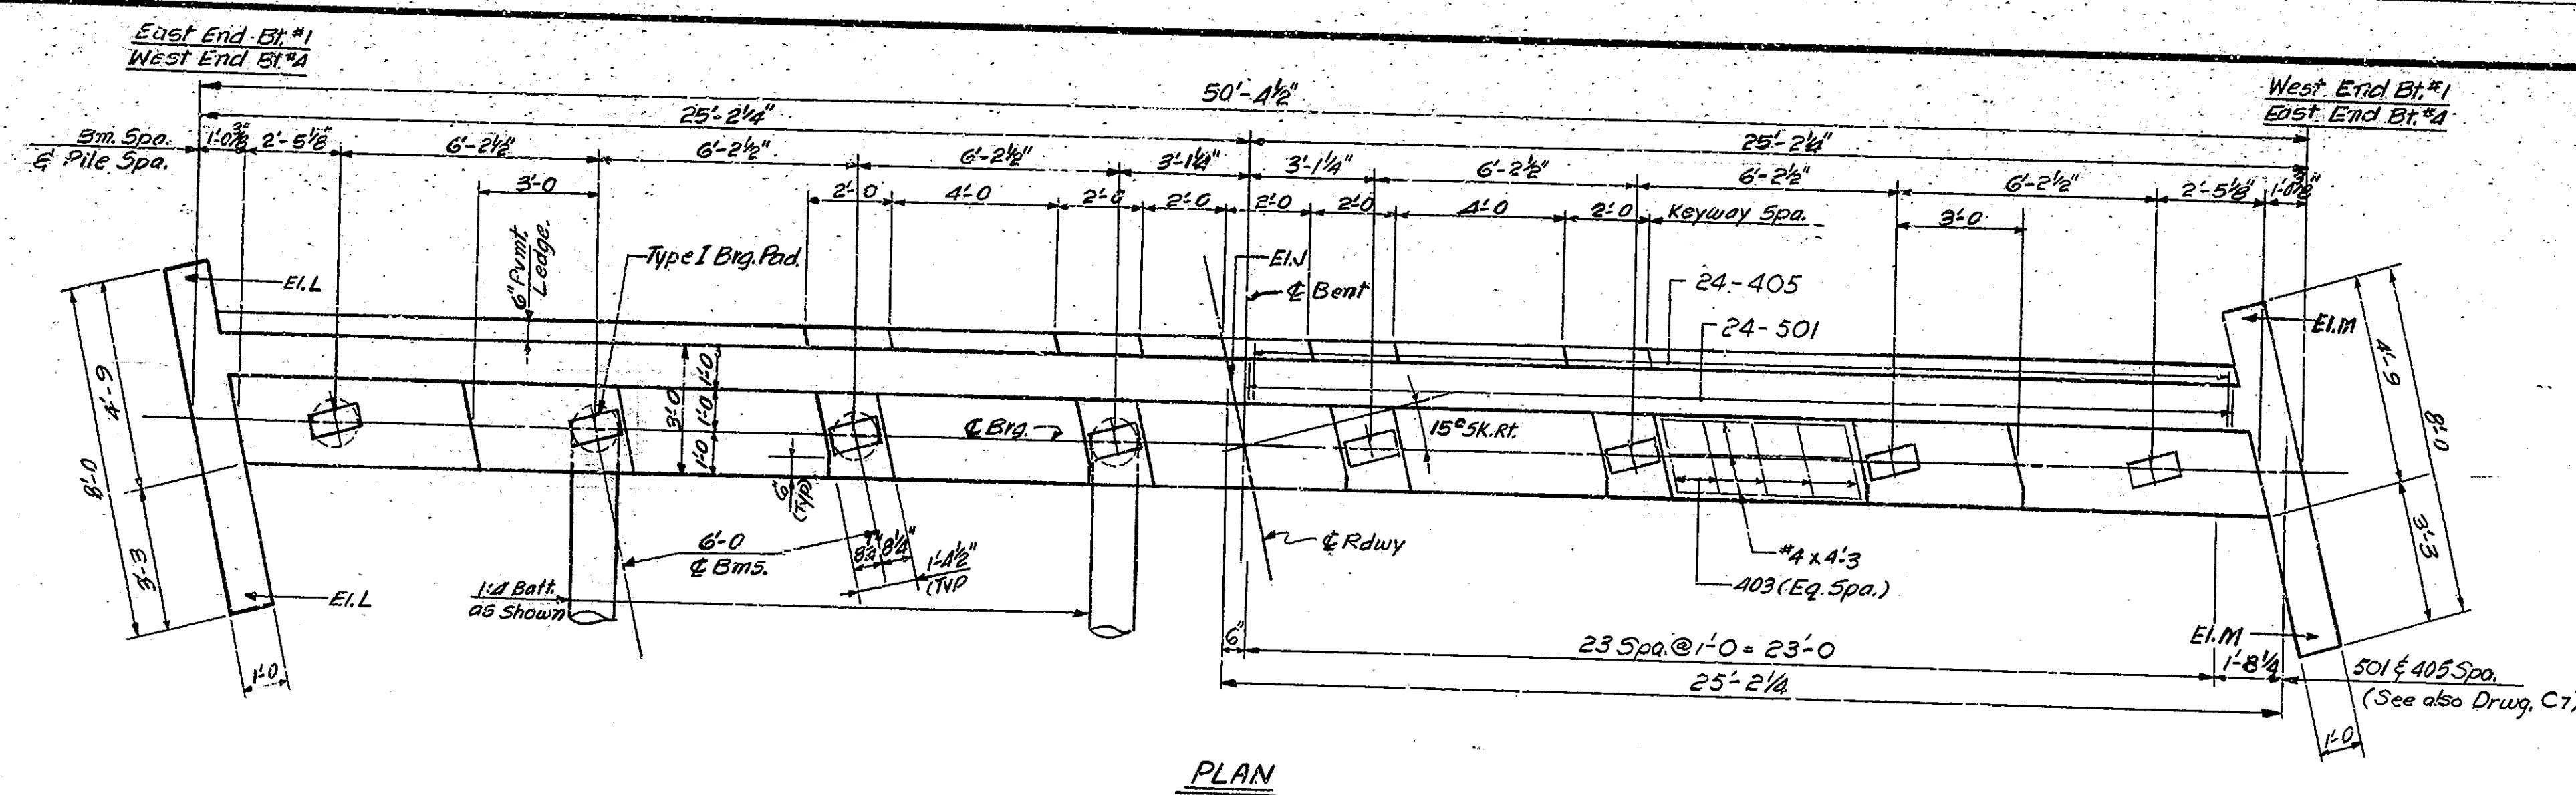 East End Bt. #1
West End Bt. #4
West End Bt. #1
East End Bt. #4
50'-4½"
25'-2¼"
25'-2¼"
Bm. Spa.
& Pile Spa.
1'-0⅜"
2'-5⅛"
6'-2½"
6'-2½"
6'-2½"
3'-1¼"
3'-1¼"
6'-2½"
6'-2½"
6'-2½"
2'-5⅛"
1'-0⅜"
3'-0
2'-0
4'-0
2'-0
2'-0
2'-0
2'-0
4'-0
2'-0
Keyway Spa.
3'-0
6" Pvmt.
Ledge.
Type I Brg. Pad.
El. J
℄ Bent
24-405
24-501
El. L
El. M
8'-0
4'-9
3'-3
3'-0
1'-0
1'-0
1'-0
℄ Brg.
15° SK. Rt.
4'-9
8'-0
3'-3
6"
(Typ)
6'-0
℄ Bms.
8¼"
8¼"
1'-4½"
(TYP
1:4 Batt.
as Shown
℄ Rdwy
#4 x 4'-3
403 (Eq. Spa.)
El. L
El. M
1'-0
6"
23 Spa. @ 1'-0 = 23'-0
1'-8¼
25'-2¼
501 & 405 Spa.
(See also Drwg. C7)
1'-0
PLAN